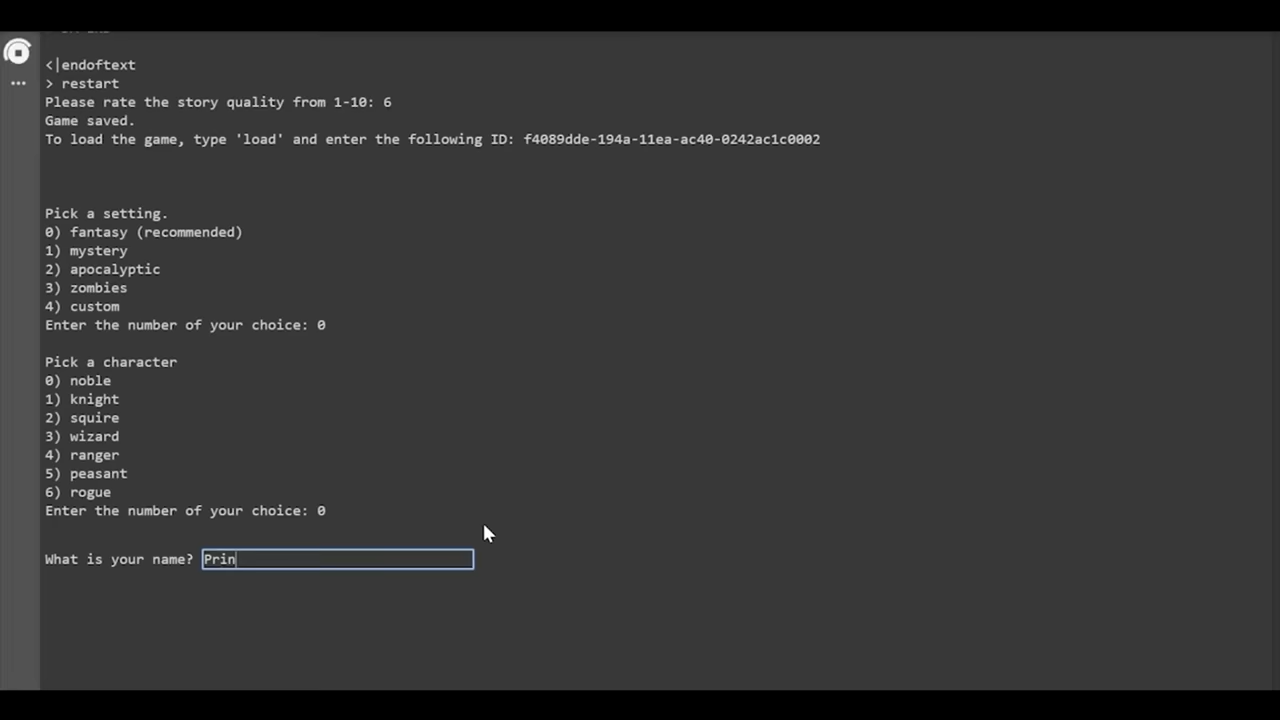 <|endoftext
> restart
Please rate the story quality from 1-10: 6
Game saved.
To load the game, type 'load' and enter the following ID: f4089dde-194a-11ea-ac40-0242ac1c0002
Pick a setting.
0) fantasy (recommended)
1) mystery
2) apocalyptic
3) zombies
4) custom
Enter the number of your choice: 0
Pick a character
0) noble
1) knight
2) squire
3) wizard
4) ranger
5) peasant
6) rogue
Enter the number of your choice: 0
What is your name? Prin